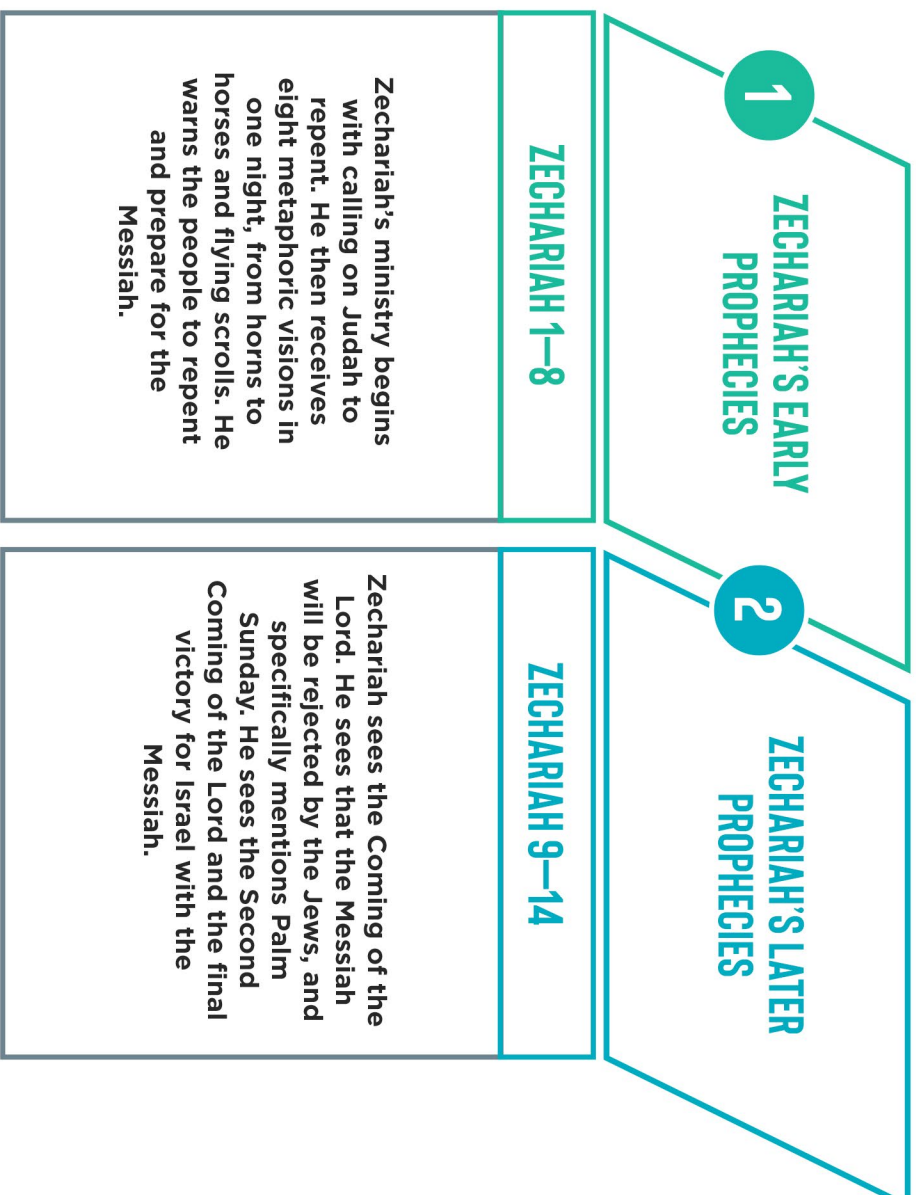 1
ZECHARIAH'S EARLY
PROPHECIES
ZECHARIAH 1—8
Zechariah's ministry begins
with calling on Judah to
repent. He then receives
eight metaphoric visions in
one night, from horns to
horses and flying scrolls. He
warns the people to repent
and prepare for the
Messiah.
2
ZECHARIAH'S LATER
PROPHECIES
ZECHARIAH 9—14
Zechariah sees the Coming of the
Lord. He sees that the Messiah
will be rejected by the Jews, and
specifically mentions Palm
Sunday. He sees the Second
Coming of the Lord and the final
victory for Israel with the
Messiah.